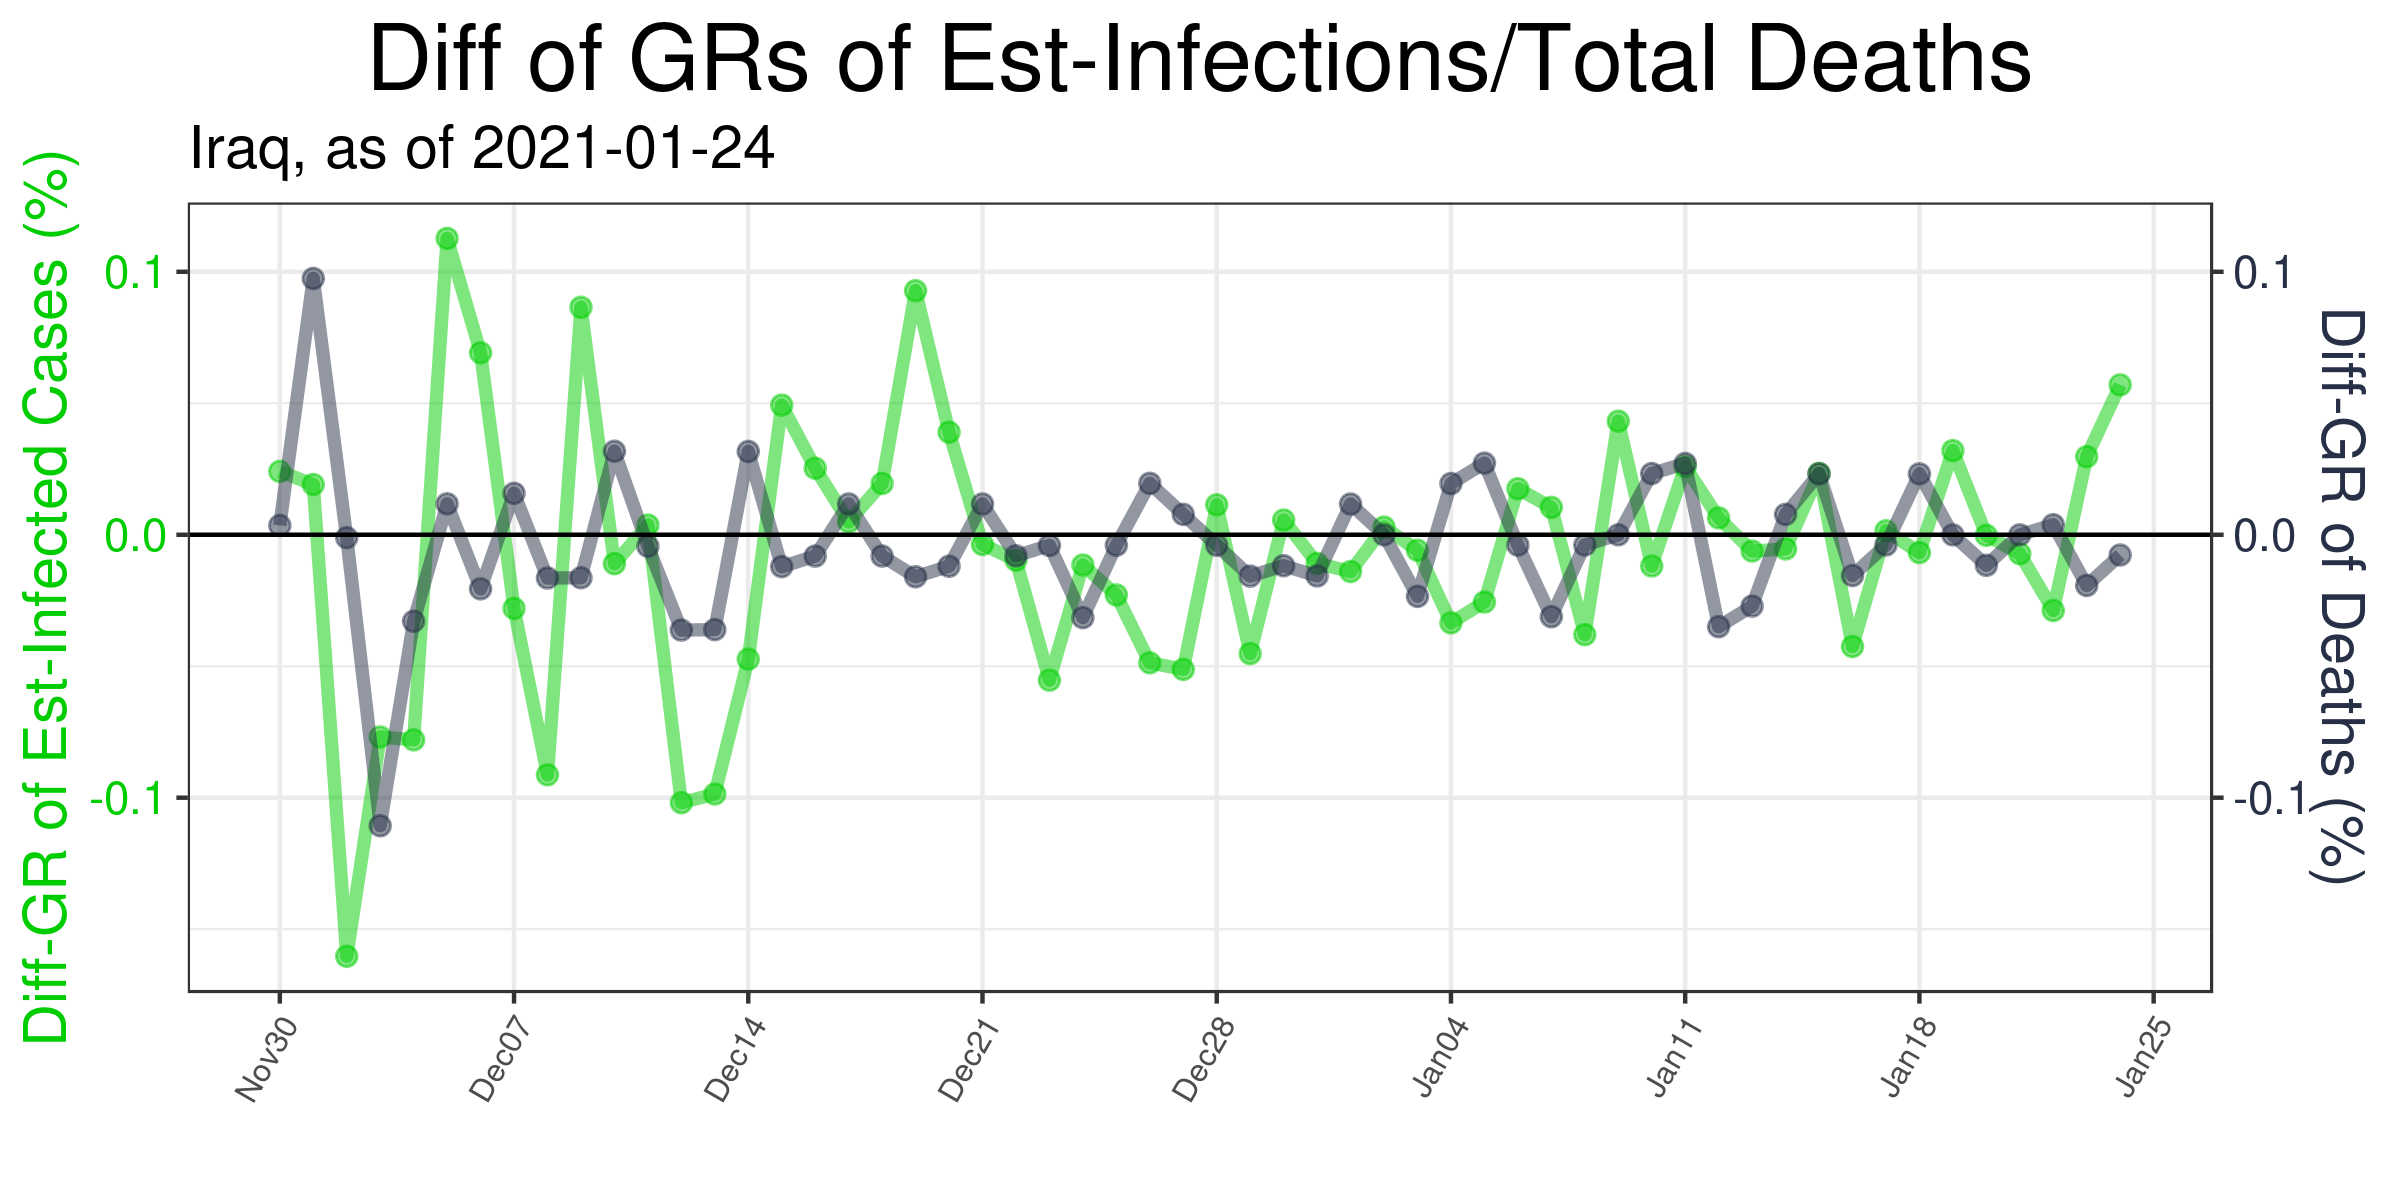 Diff of GRs of Est-Infections/Total Deaths
Iraq, as of 2021-01-24
Diff-GR of Est-Infected Cases (%)
0.1
0.0
-0.1
0.1
0.0
-0.1
Diff-GR of Deaths (%)
Nov30
Dec07
Dec14
Dec21
Dec28
Jan04
Jan11
Jan18
Jan25